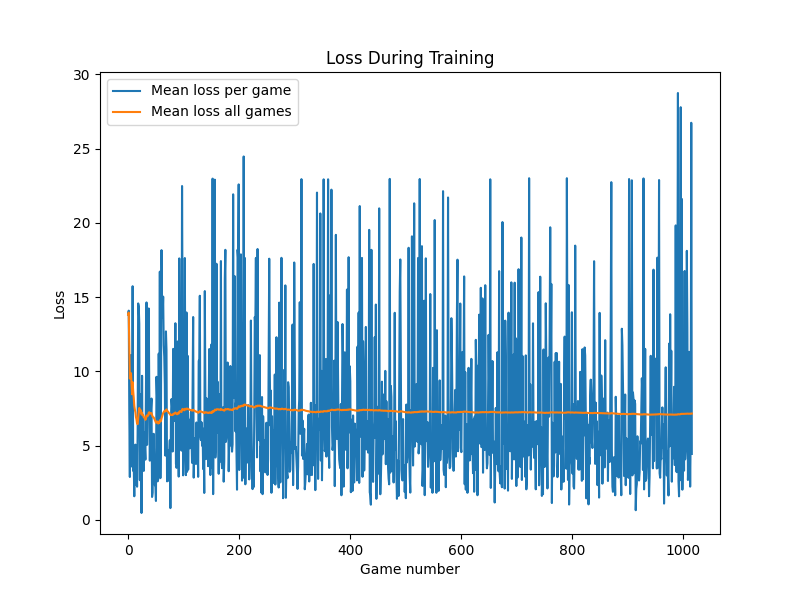 Loss During Training
Mean loss per game
Mean loss all games
30
25
20
15
10
5
0
Loss
0 200 400 600 800 1000
Game number